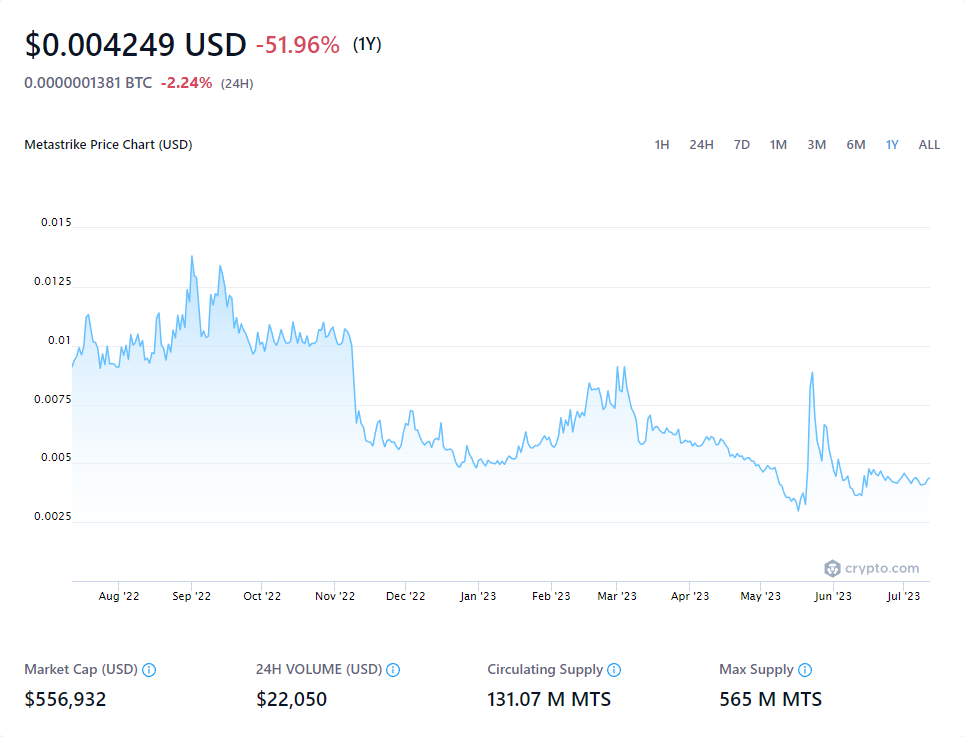 $0.004249 USD -51.96% (1Y)
0.0000001381 BTC -2.24% (24H)
Metastrike Price Chart (USD) 1H 24H 7D 1M 3M 6M 1Y ALL
0.015
0.0125
0.01
0.0075
0.005
0.0025
crypto.com
Aug '22 Sep '22 Oct '22 Nov '22 Dec '22 Jan '23 Feb '23 Mar '23 Apr '23 May '23 Jun '23 Jul '23
Market Cap (USD) 24H VOLUME (USD) Circulating Supply Max Supply
$556,932 $22,050 131.07 M MTS 565 M MTS